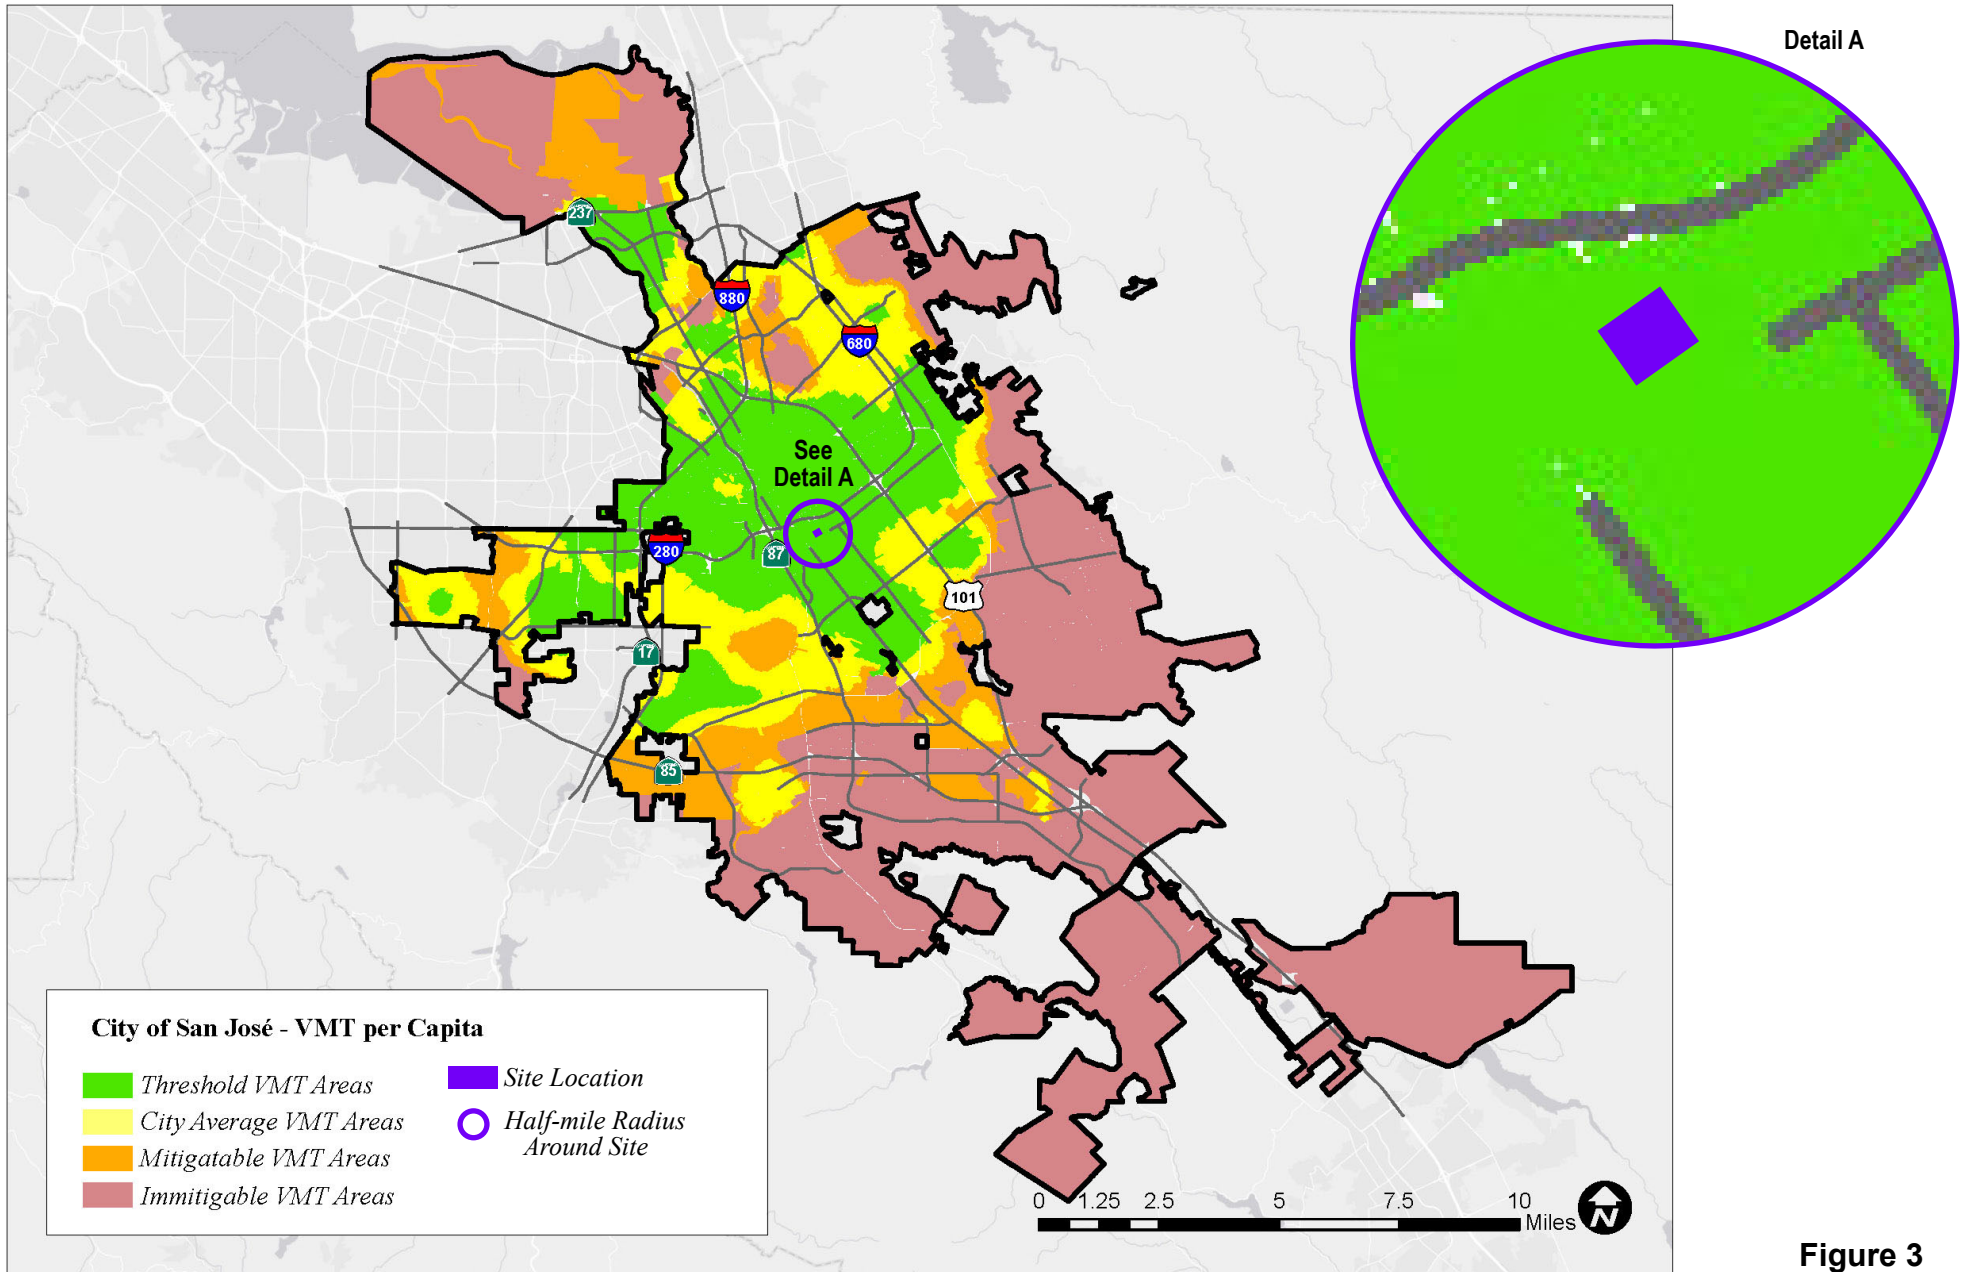 Detail A
237
880
680
See
Detail A
280
87
101
17
85
City of San José - VMT per Capita
Threshold VMT Areas
City Average VMT Areas
Mitigatable VMT Areas
Immitigable VMT Areas
Site Location
Half-mile Radius
Around Site
0 1.25 2.5 5 7.5 10
Miles
N
Figure 3